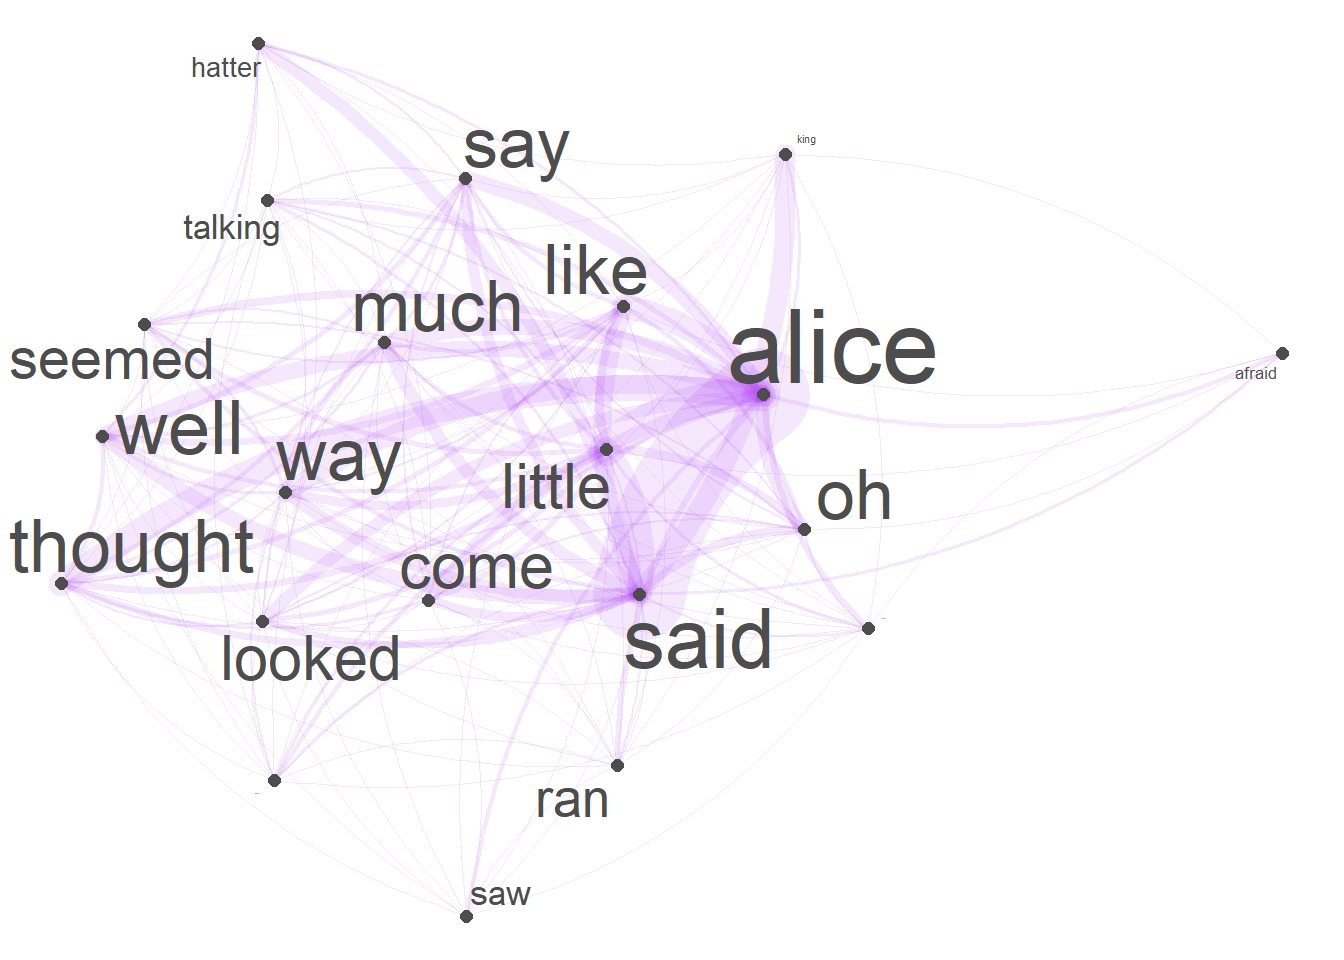 hatter
say
king
talking
like
much
alice
seemed
afraid
well
way
little
oh
thought
come
said
looked
ran
saw